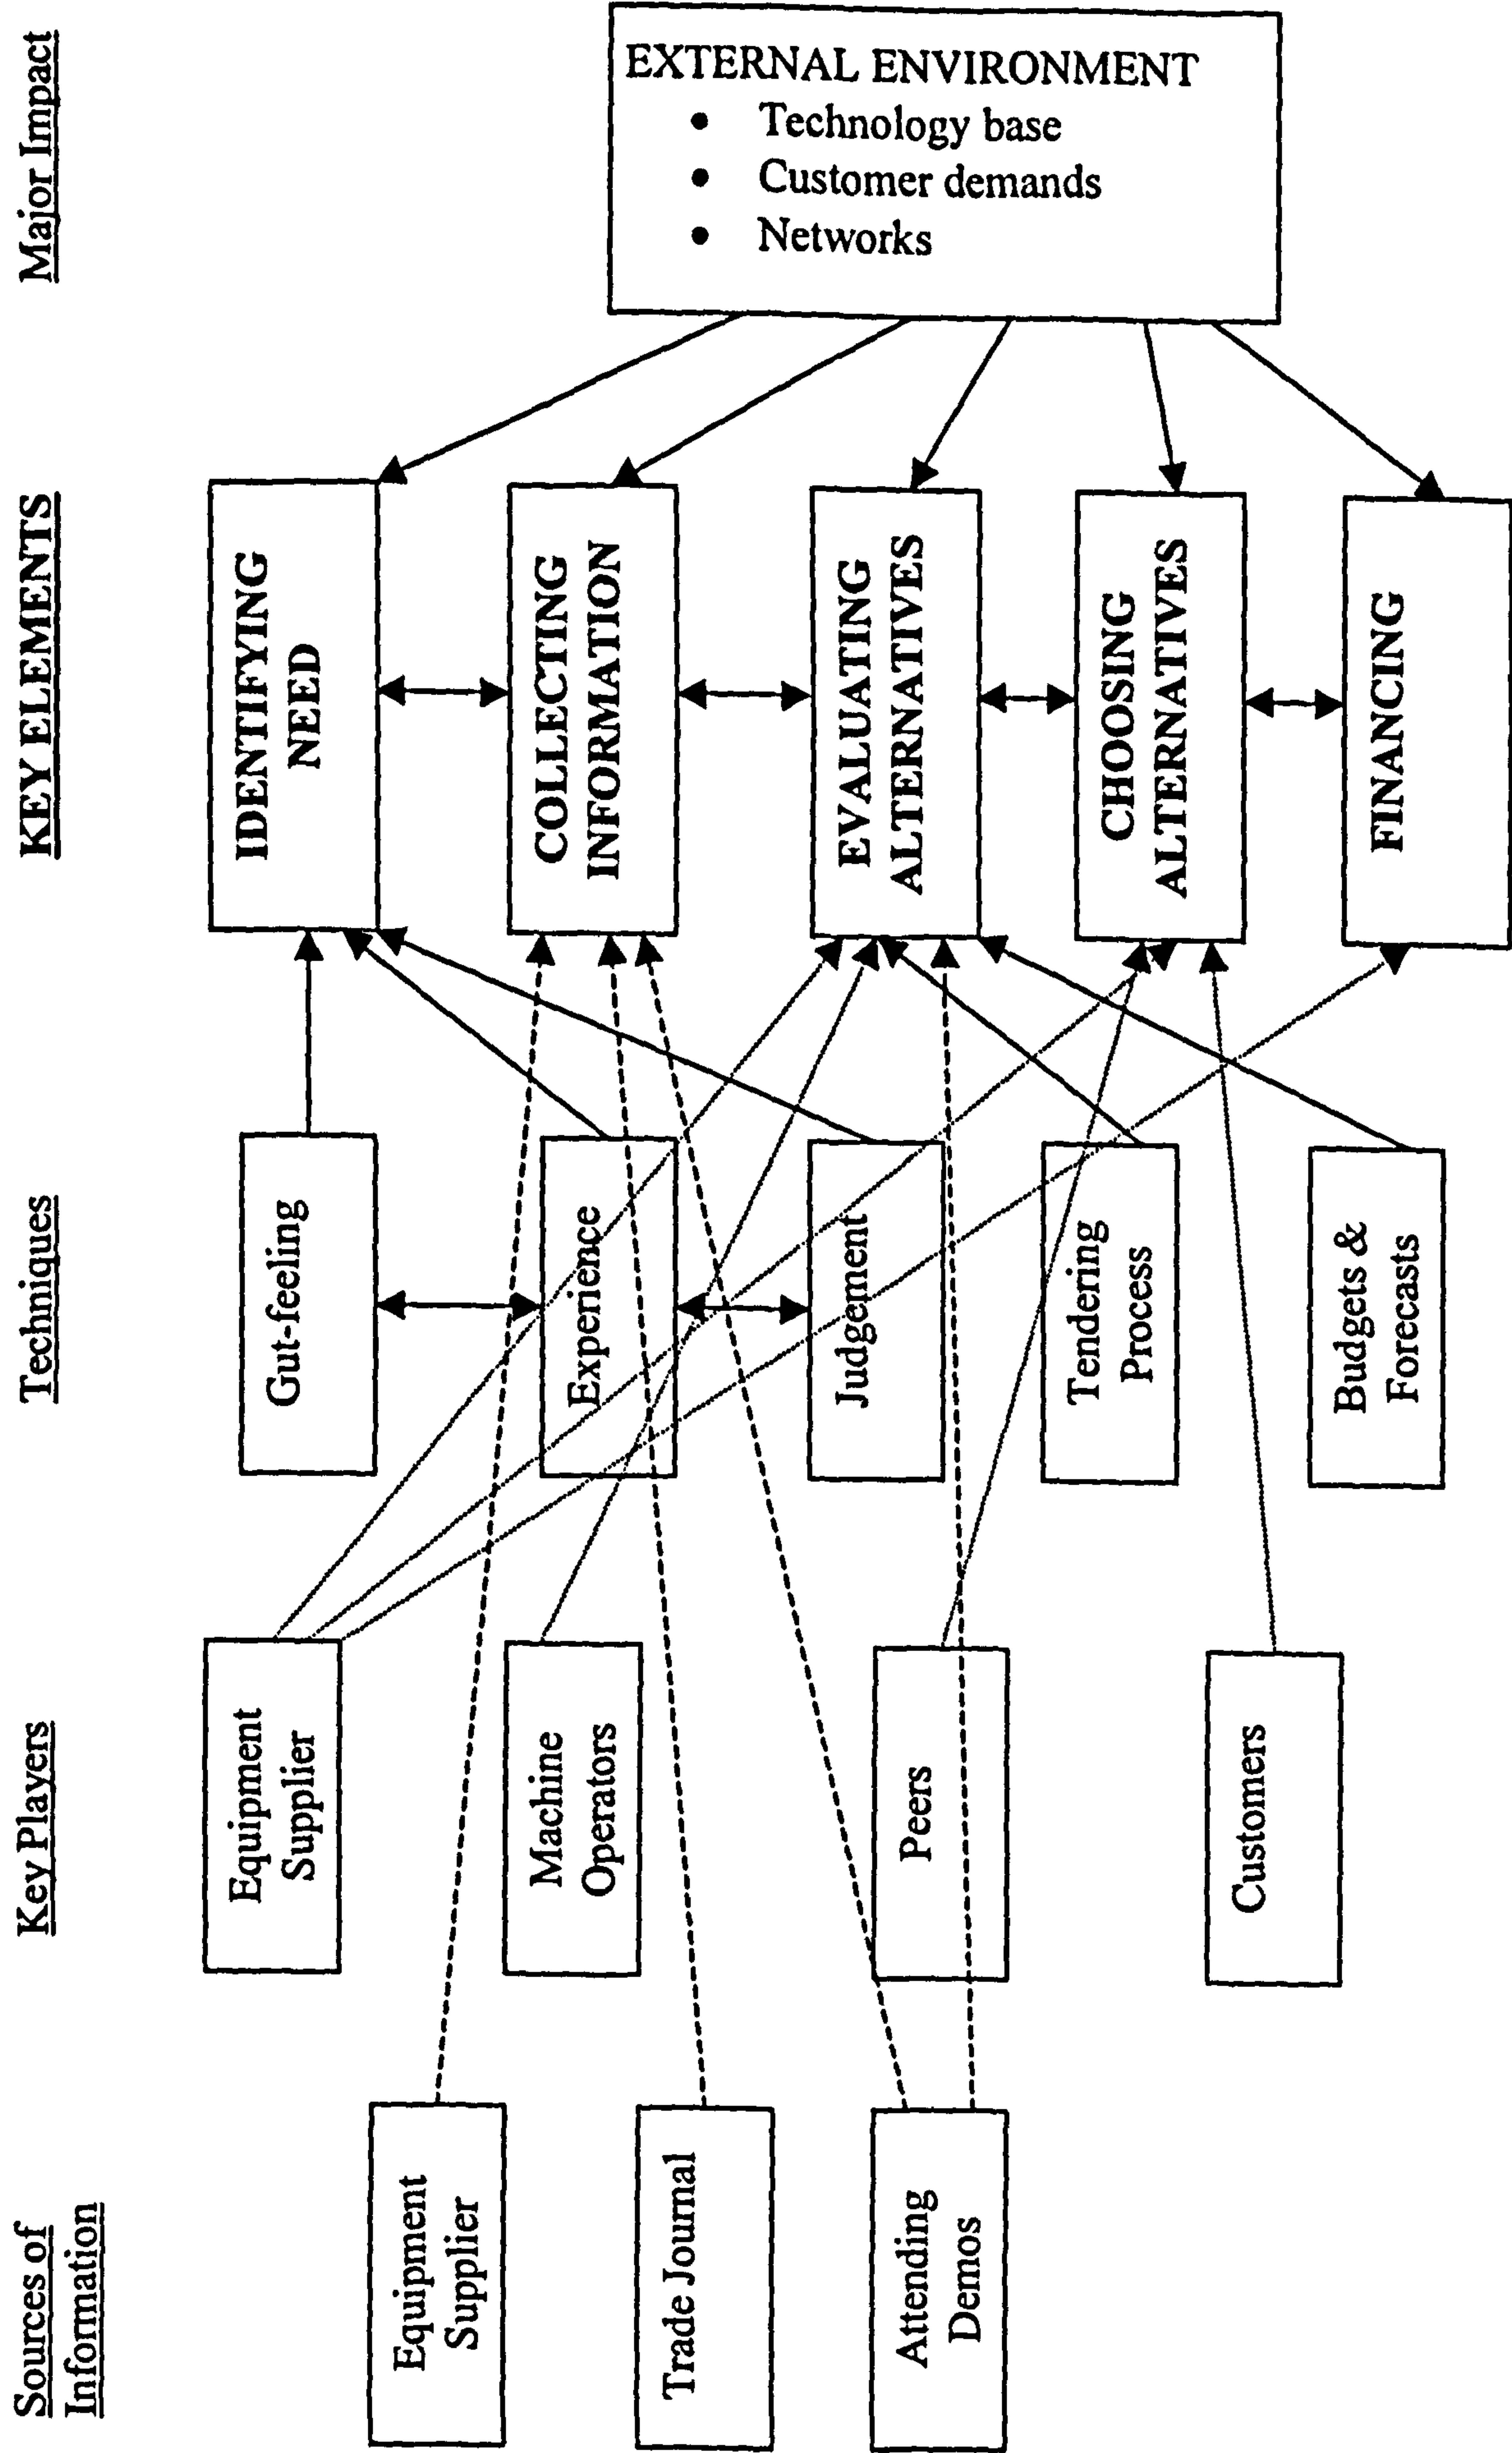 Sources of
Information
Key Players
Techniques
KEY ELEMENTS
Major Impact
Equipment
Supplier
Trade Journal
Attending
Demos
Equipment
Supplier
Machine
Operators
Peers
Customers
Gut-feeling
Experience
Judgement
Tendering
Process
Budgets &
Forecasts
IDENTIFYING
NEED
COLLECTING
INFORMATION
EVALUATING
ALTERNATIVES
CHOOSING
ALTERNATIVES
FINANCING
EXTERNAL ENVIRONMENT
• Technology base
• Customer demands
• Networks